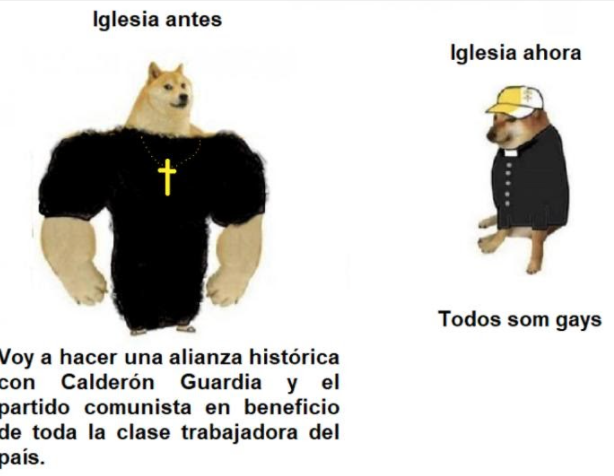 Iglesia antes
Iglesia ahora
Todos som gays
Voy a hacer una alianza histórica
con Calderón Guardia y el
partido comunista en beneficio
de toda la clase trabajadora del
país.